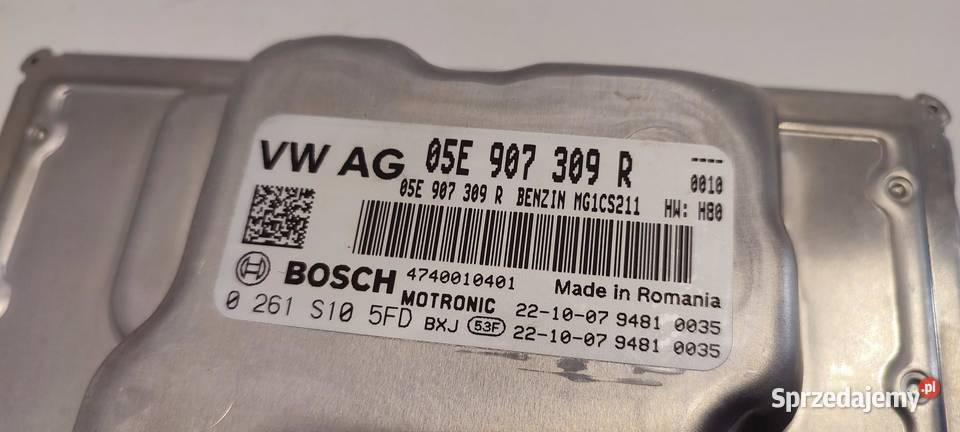 VW AG 05E 907 309 R ----
0010
05E 907 309 R BENZIN MG1CS211 HW: H80
BOSCH 4740010401 Made in Romania
MOTRONIC 22-10-07 9481 0035
0 261 S10 5FD BXJ 53F 22-10-07 9481 0035
Sprzedajemy .pl